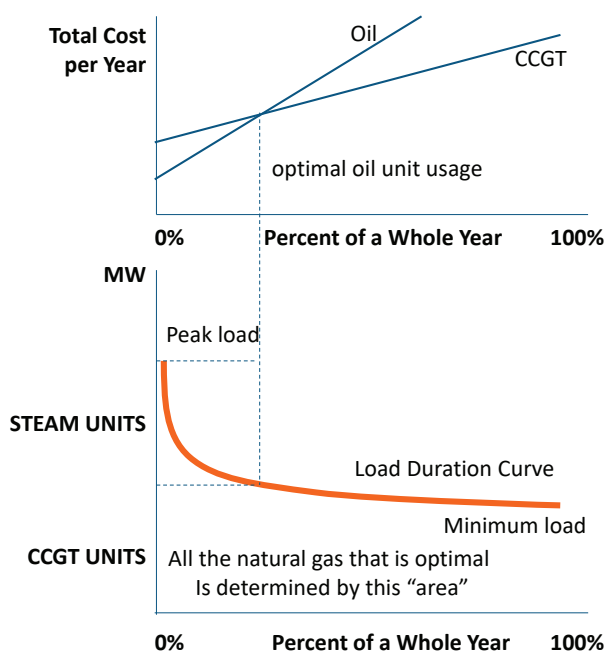 Total Cost
per Year
Oil
CCGT
optimal oil unit usage
0% Percent of a Whole Year 100%
MW
Peak load
STEAM UNITS
Load Duration Curve
Minimum load
CCGT UNITS
All the natural gas that is optimal
Is determined by this “area”
0% Percent of a Whole Year 100%